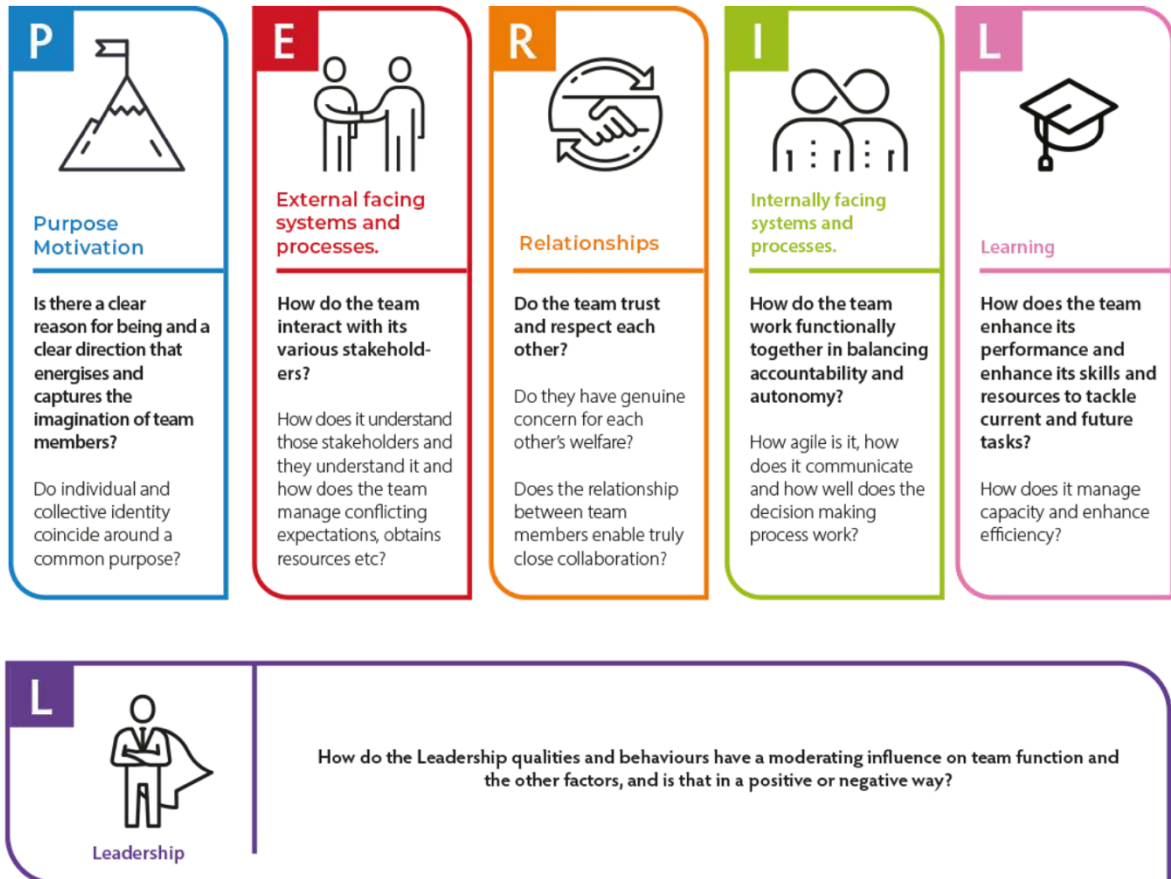 P
Purpose
Motivation
Is there a clear
reason for being and a
clear direction that
energises and
captures the
imagination of team
members?
Do individual and
collective identity
coincide around a
common purpose?
E
External facing
systems and
processes.
How do the team
interact with its
various stakehold-
ers?
How does it understand
those stakeholders and
they understand it and
how does the team
manage conflicting
expectations, obtains
resources etc?
R
Relationships
Do the team trust
and respect each
other?
Do they have genuine
concern for each
other's welfare?
Does the relationship
between team
members enable truly
close collaboration?
I
Internally facing
systems and
processes.
How do the team
work functionally
together in balancing
accountability and
autonomy?
How agile is it, how
does it communicate
and how well does the
decision making
process work?
L
Learning
How does the team
enhance its
performance and
enhance its skills and
resources to tackle
current and future
tasks?
How does it manage
capacity and enhance
efficiency?
L
Leadership
How do the Leadership qualities and behaviours have a moderating influence on team function and
the other factors, and is that in a positive or negative way?